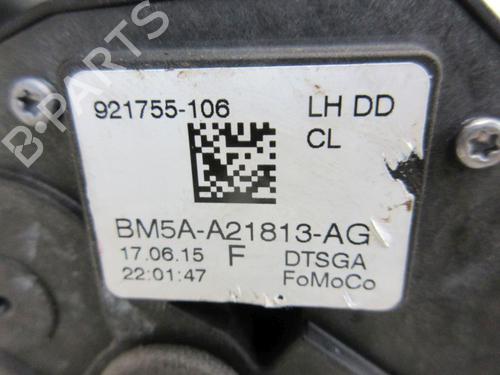 B-PARTS
921755-106 LH DD
CL
BM5A-A21813-AG
17.06.15 F DTSGA
22:01:47 FoMoCo